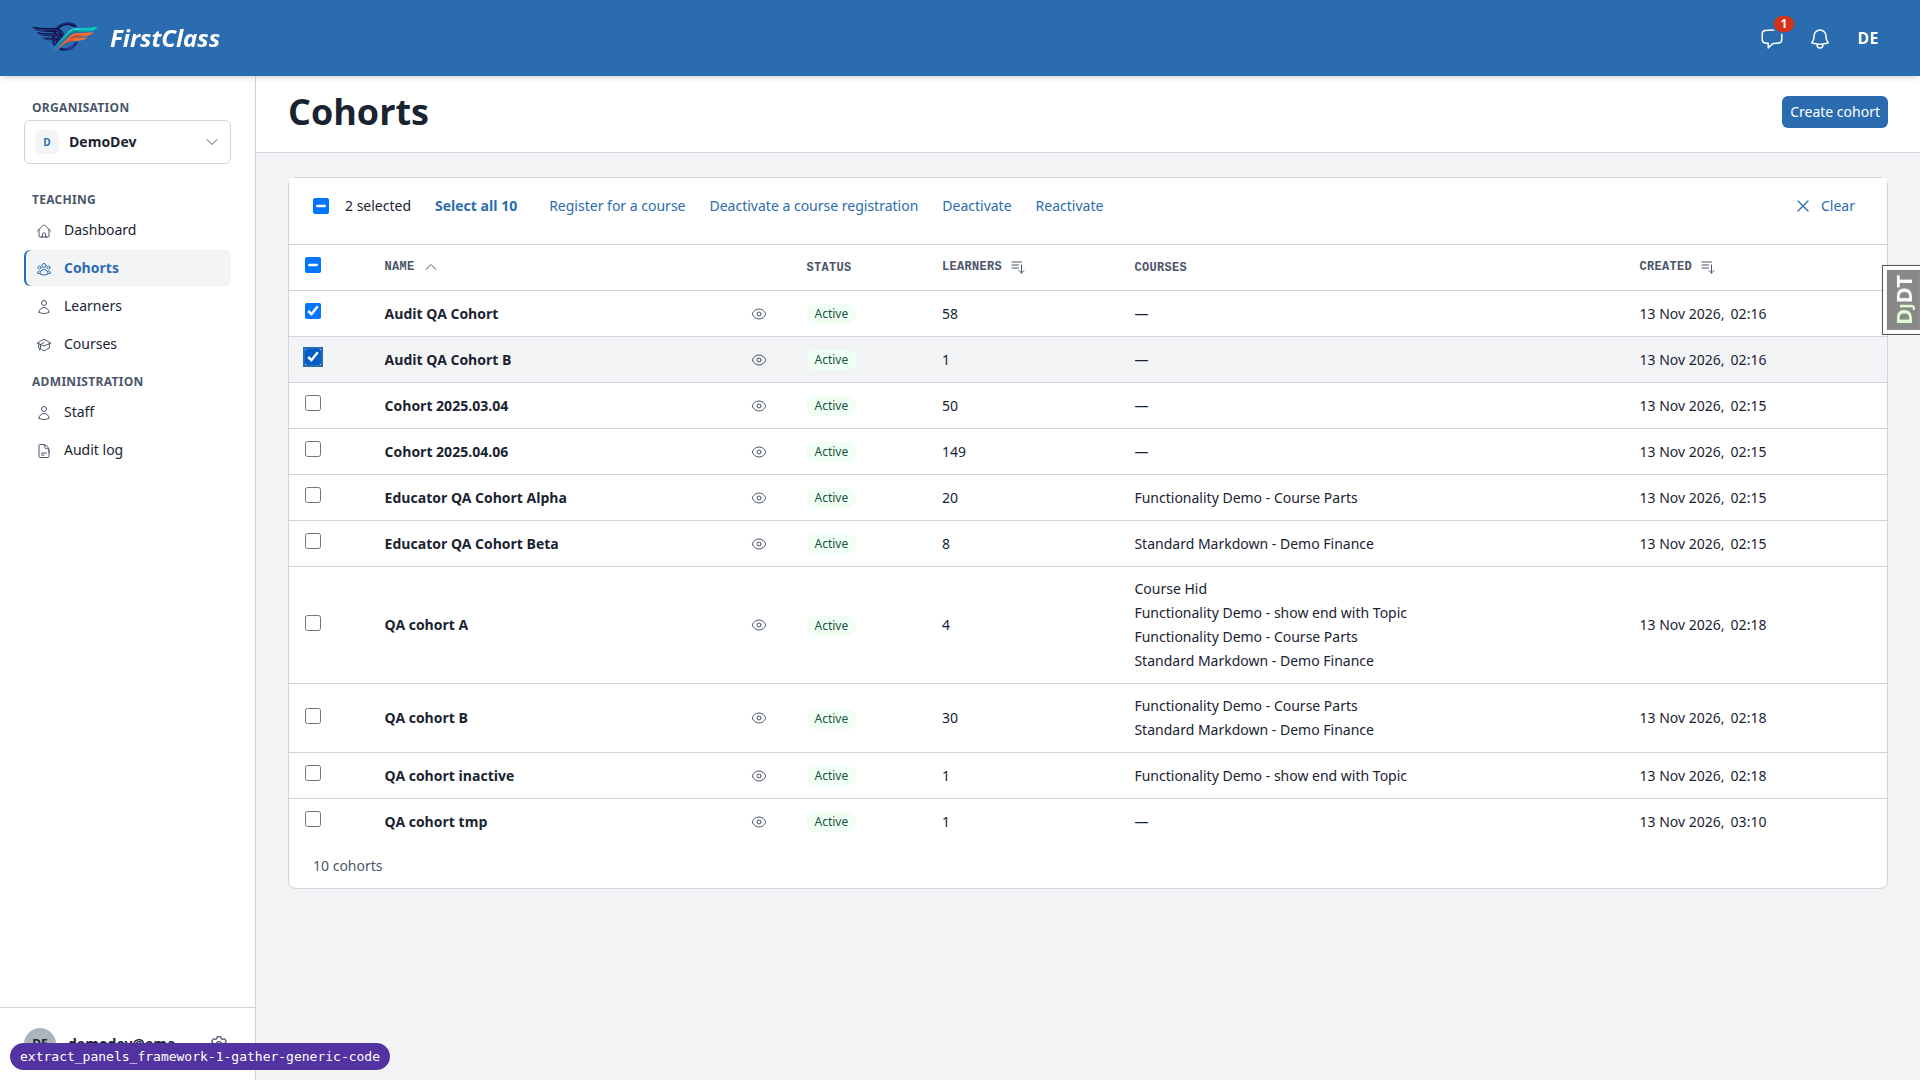 FirstClass
1
DE
ORGANISATION
D DemoDev
TEACHING
Dashboard
Cohorts
Learners
Courses
ADMINISTRATION
Staff
Audit log
Cohorts
Create cohort
2 selected Select all 10 Register for a course Deactivate a course registration Deactivate Reactivate Clear
NAME STATUS LEARNERS COURSES CREATED
Audit QA Cohort Active 58 — 13 Nov 2026, 02:16
Audit QA Cohort B Active 1 — 13 Nov 2026, 02:16
Cohort 2025.03.04 Active 50 — 13 Nov 2026, 02:15
Cohort 2025.04.06 Active 149 — 13 Nov 2026, 02:15
Educator QA Cohort Alpha Active 20 Functionality Demo - Course Parts 13 Nov 2026, 02:15
Educator QA Cohort Beta Active 8 Standard Markdown - Demo Finance 13 Nov 2026, 02:15
Course Hid
Functionality Demo - show end with Topic
QA cohort A Active 4 13 Nov 2026, 02:18
Functionality Demo - Course Parts
Standard Markdown - Demo Finance
Functionality Demo - Course Parts
QA cohort B Active 30 13 Nov 2026, 02:18
Standard Markdown - Demo Finance
QA cohort inactive Active 1 Functionality Demo - show end with Topic 13 Nov 2026, 02:18
QA cohort tmp Active 1 — 13 Nov 2026, 03:10
10 cohorts
DJDT
extract_panels_framework-1-gather-generic-code